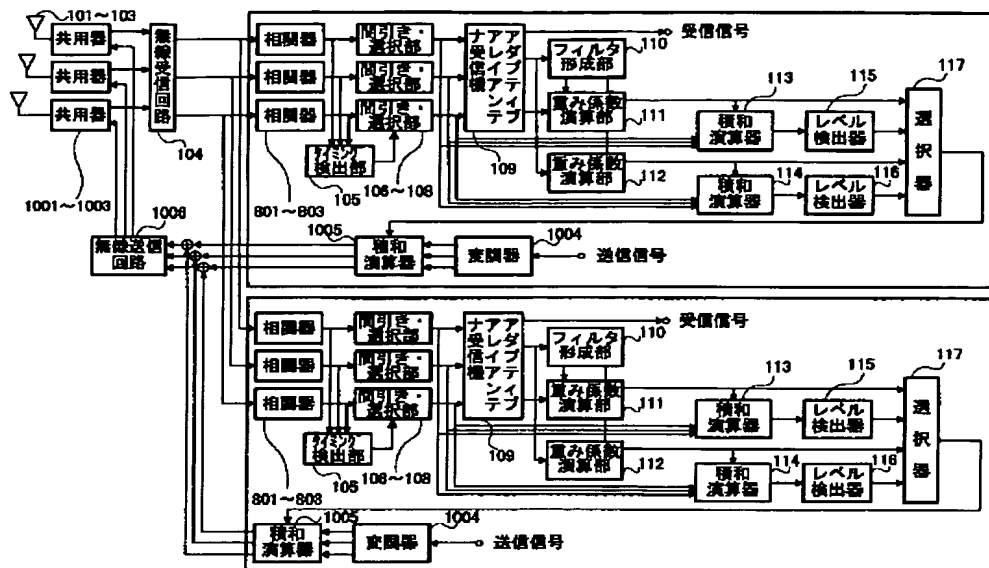 101～103
共用器
共用器
共用器
無線受信回路
104
1001～1003
相関器
相関器
相関器
801～803
間引き・
選択部
間引き・
選択部
間引き・
選択部
タイミング
検出部
105
106～108
アダプティブ
アレイアンテ
ナ受信機
109
受信信号
110
フィルタ
形成部
重み係数
演算部
111
重み係数
演算部
112
113
積和
演算器
115
レベル
検出器
積和
演算器
114
レベル
検出器
116
117
選択器
1006
無線送信
回路
1005
積和
演算器
1004
変調器
送信信号
相関器
相関器
相関器
801～803
間引き・
選択部
間引き・
選択部
間引き・
選択部
タイミング
検出部
105
106～108
アダプティブ
アレイアンテ
ナ受信機
109
受信信号
110
フィルタ
形成部
重み係数
演算部
111
重み係数
演算部
112
113
積和
演算器
115
レベル
検出器
積和
演算器
114
レベル
検出器
116
117
選択器
1005
積和
演算器
1004
変調器
送信信号